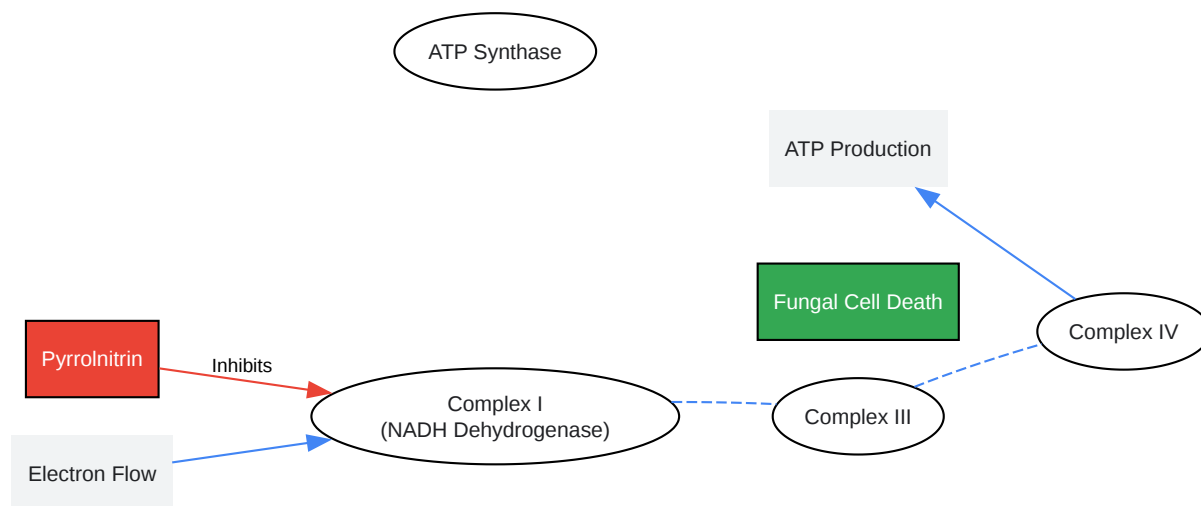 ATP Synthase
ATP Production
Fungal Cell Death
Complex IV
Pyrrolnitrin
Inhibits
Complex I
(NADH Dehydrogenase)
Complex III
Electron Flow